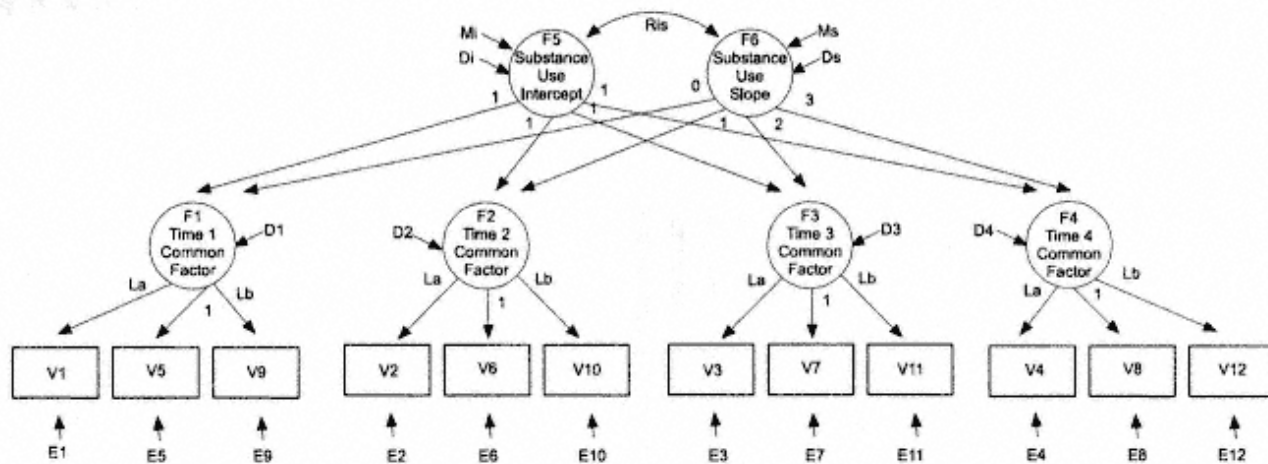 Ris
Mi
F5
Substance
Use
Intercept
Di
F6
Substance
Use
Slope
Ms
Ds
1
1
1
1
0
1
2
3
F1
Time 1
Common
Factor
D1
F2
Time 2
Common
Factor
D2
F3
Time 3
Common
Factor
D3
F4
Time 4
Common
Factor
D4
La
1
Lb
La
1
Lb
La
1
Lb
La
1
Lb
V1
V5
V9
V2
V6
V10
V3
V7
V11
V4
V8
V12
E1
E5
E9
E2
E6
E10
E3
E7
E11
E4
E8
E12